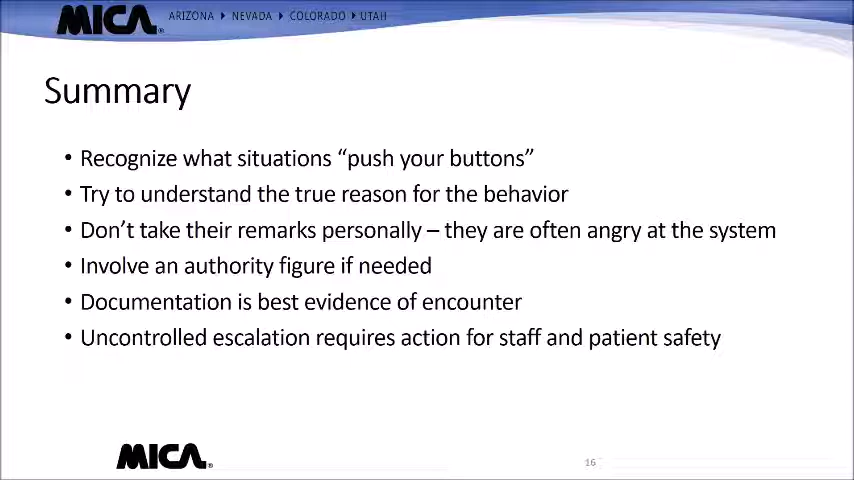 MICA® ARIZONA NEVADA COLORADO UTAH
Summary
• Recognize what situations “push your buttons”
• Try to understand the true reason for the behavior
• Don’t take their remarks personally – they are often angry at the system
• Involve an authority figure if needed
• Documentation is best evidence of encounter
• Uncontrolled escalation requires action for staff and patient safety
MICA® 16